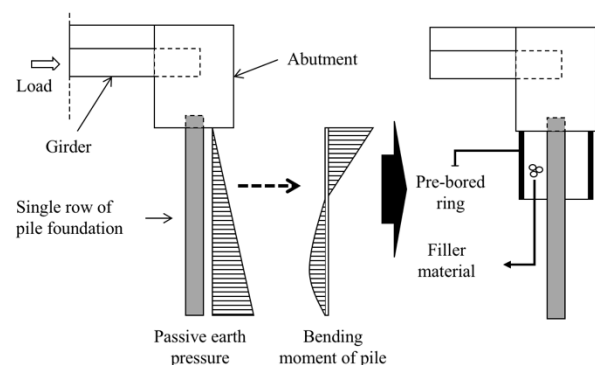 Load
Girder
Abutment
Single row of
pile foundation
Passive earth
pressure
Bending
moment of pile
Pre-bored
ring
Filler
material